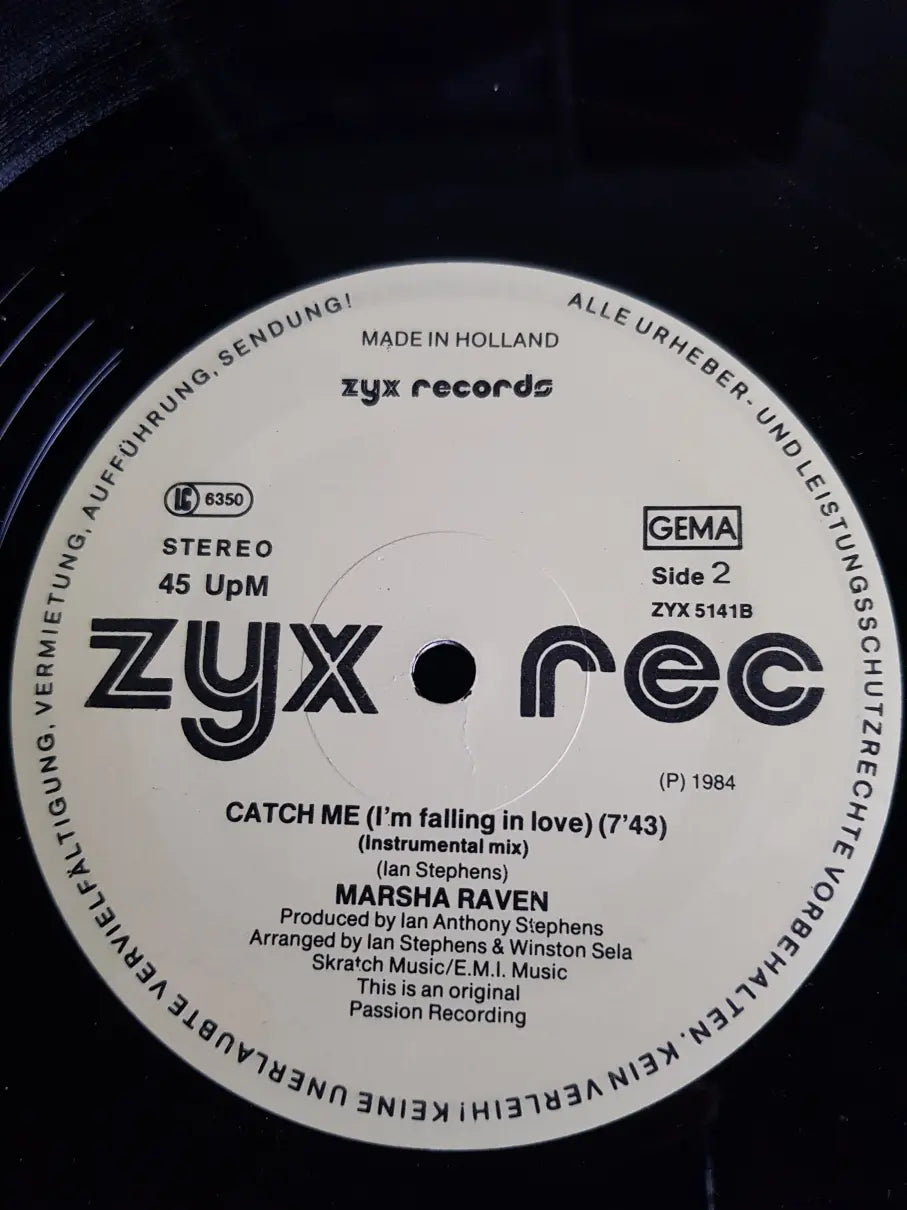 ALLE URHEBER- UND LEISTUNGSSCHUTZRECHTE VORBEHALTEN. KEIN VERLEIH! KEINE UNERLAUBTE VERVIELFÄLTIGUNG, VERMIETUNG, AUFFÜHRUNG, SENDUNG!
MADE IN HOLLAND
zyx records
LC 6350
STEREO
45 UpM
GEMA
Side 2
ZYX 5141B
zyx rec
(P) 1984
CATCH ME (I'm falling in love) (7'43)
(Instrumental mix)
(Ian Stephens)
MARSHA RAVEN
Produced by Ian Anthony Stephens
Arranged by Ian Stephens & Winston Sela
Skratch Music/E.M.I. Music
This is an original
Passion Recording